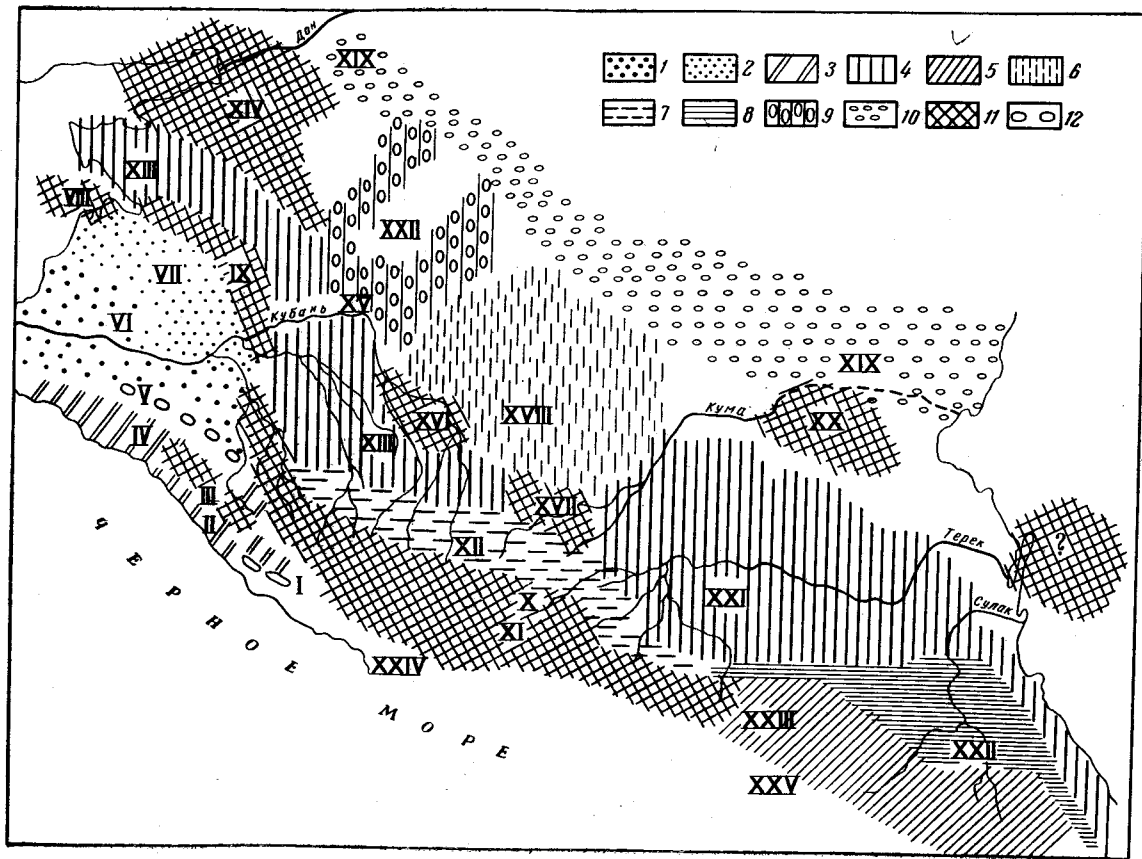 Дон
XIX
1 2 3 4 5 6
7 8 9 10 11 12
XIV
XIII
VIII
XXII
VII
IX
XV
Кубань
VI
XIX
V
Кума
XX
XVIII
XVI
IV
XIII
III
XVII
II
Терек
?
XII
I
X
XXI
Сулак
XI
XXIV
ЧЕРНОЕ
МОРЕ
XXIII
XXII
XXV